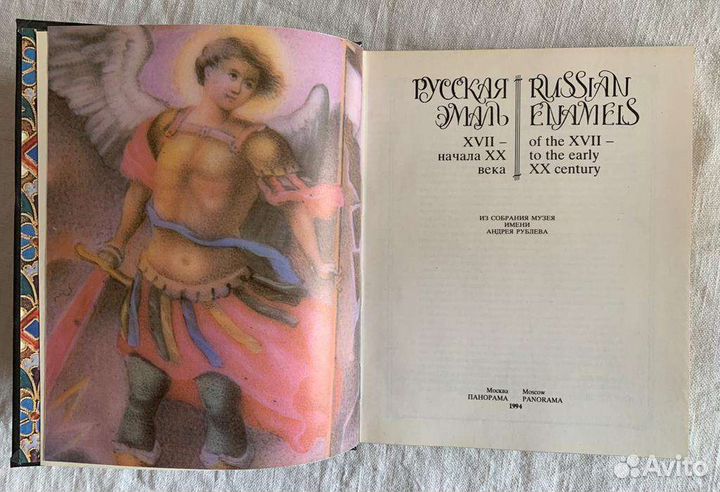 РУССКАЯ
ЭМАЛЬ
XVII –
начала XX
века
RUSSIAN
ENAMELS
of the XVII –
to the early
XX century
ИЗ СОБРАНИЯ МУЗЕЯ
ИМЕНИ
АНДРЕЯ РУБЛЕВА
Москва
ПАНОРАМА
Moscow
PANORAMA
1994
Avito